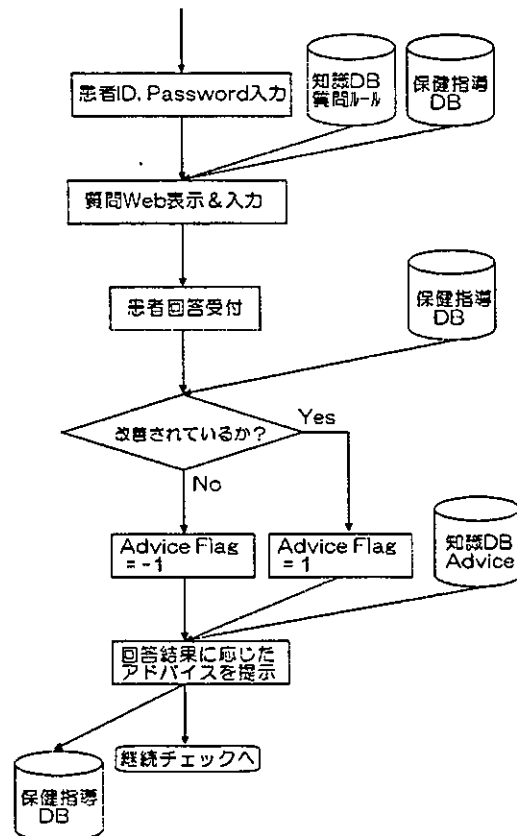 患者ID, Password入力
知識DB
質問ルール
保健指導
DB
質問Web表示&入力
患者回答受付
保健指導
DB
改善されているか?
Yes
No
Advice Flag
= -1
Advice Flag
= 1
知識DB
Advice
回答結果に応じた
アドバイスを提示
保健指導
DB
継続チェックへ